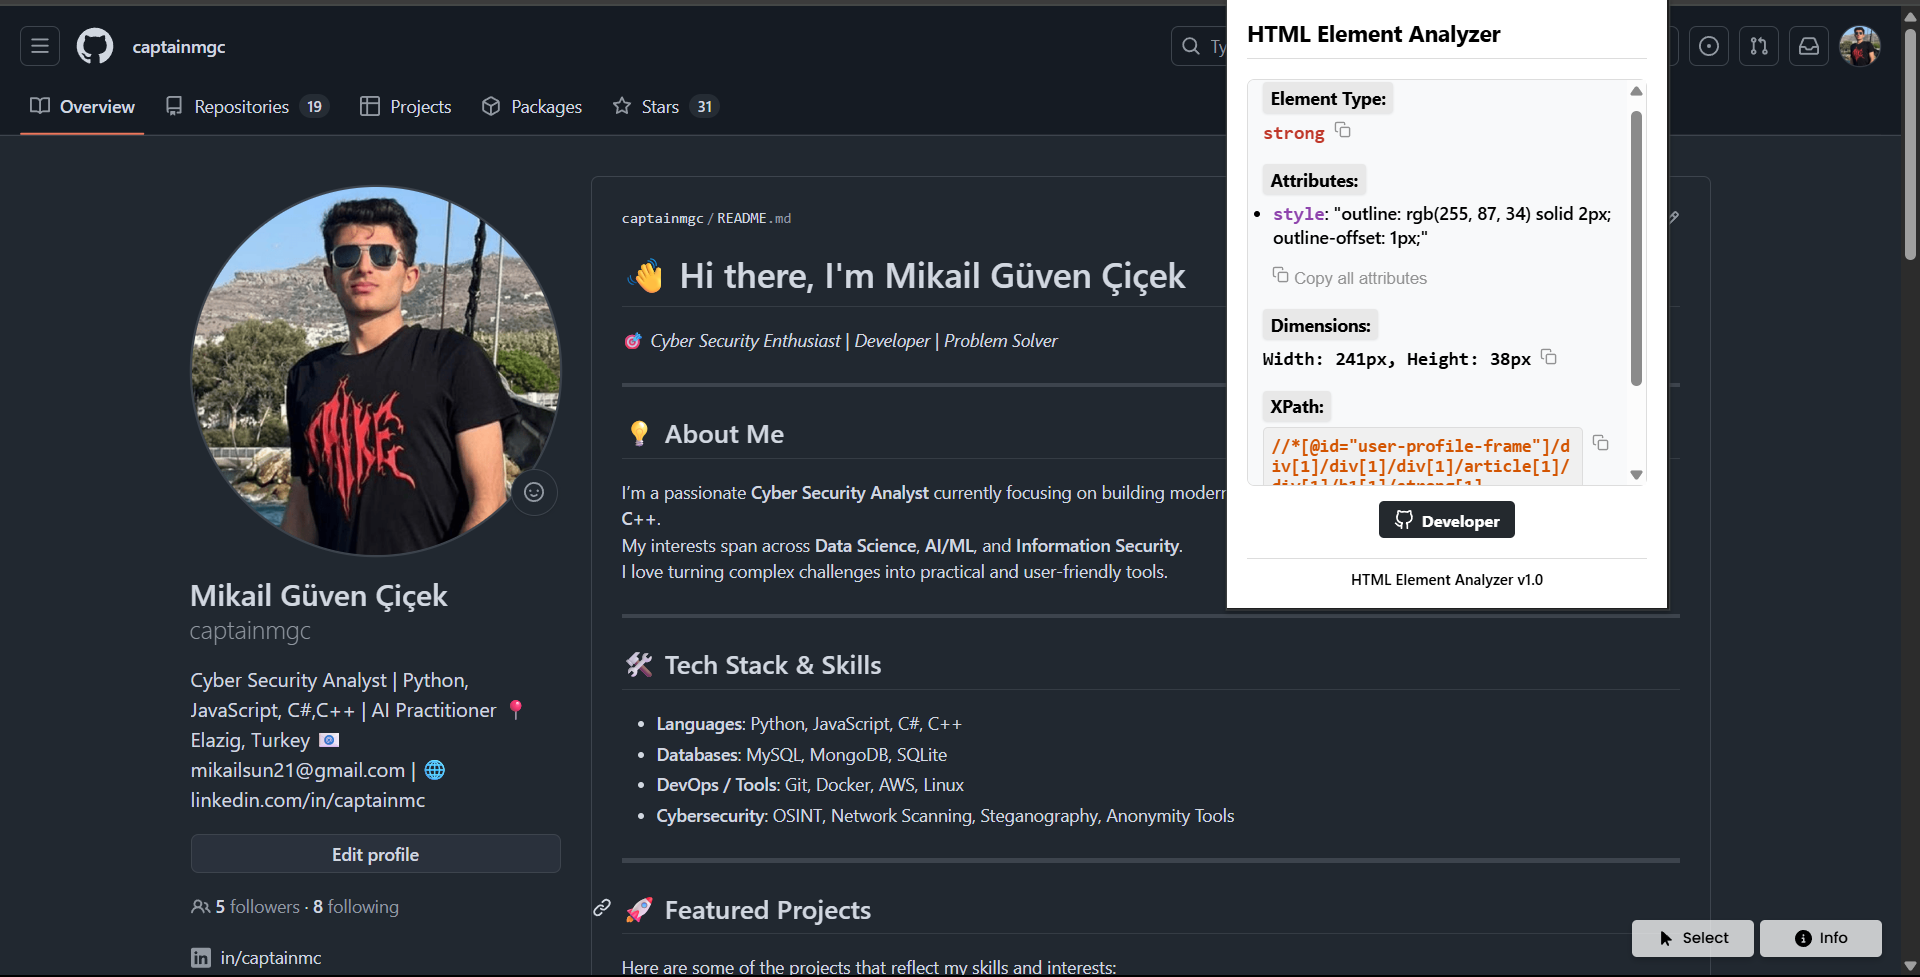 captainmgc
Ty
Overview
Repositories 19
Projects
Packages
Stars 31
captainmgc/README.md
👋 Hi there, I'm Mikail Güven Çiçek
🎯 Cyber Security Enthusiast | Developer | Problem Solver
💡 About Me
I'm a passionate Cyber Security Analyst currently focusing on building modern
C++.
My interests span across Data Science, AI/ML, and Information Security.
I love turning complex challenges into practical and user-friendly tools.
🛠 Tech Stack & Skills
• Languages: Python, JavaScript, C#, C++
• Databases: MySQL, MongoDB, SQLite
• DevOps / Tools: Git, Docker, AWS, Linux
• Cybersecurity: OSINT, Network Scanning, Steganography, Anonymity Tools
🚀 Featured Projects
Here are some of the projects that reflect my skills and interests:
Mikail Güven Çiçek
captainmgc
Cyber Security Analyst | Python,
JavaScript, C#,C++ | AI Practitioner 📍
Elazig, Turkey 📧
mikailsun21@gmail.com | 🌐
linkedin.com/in/captainmc
Edit profile
5 followers · 8 following
in/captainmc
HTML Element Analyzer
Element Type:
strong
Attributes:
• style: "outline: rgb(255, 87, 34) solid 2px;
outline-offset: 1px;"
Copy all attributes
Dimensions:
Width: 241px, Height: 38px
XPath:
//*[@id="user-profile-frame"]/d
iv[1]/div[1]/div[1]/article[1]/
div[1]/h1[1]/strong[1]
Developer
HTML Element Analyzer v1.0
Select
Info